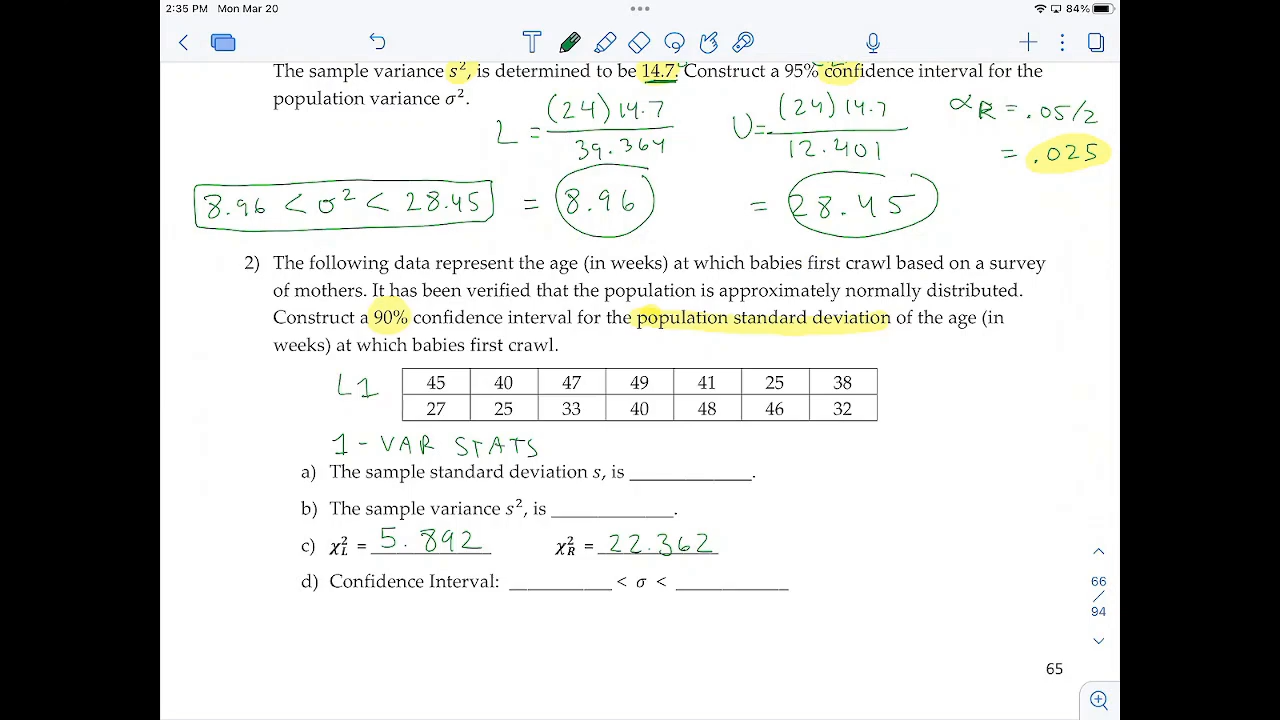 2:35 PM Mon Mar 20
84%
The sample variance s², is determined to be 14.7. Construct a 95% confidence interval for the
population variance σ².
L = (24)14.7 / 39.364
U = (24)14.7 / 12.401
α_R = .05/2
= .025
8.96 < σ² < 28.45
= 8.96
= 28.45
2) The following data represent the age (in weeks) at which babies first crawl based on a survey
of mothers. It has been verified that the population is approximately normally distributed.
Construct a 90% confidence interval for the population standard deviation of the age (in
weeks) at which babies first crawl.
L1
45 40 47 49 41 25 38
27 25 33 40 48 46 32
1-VAR STATS
a) The sample standard deviation s, is ____________.
b) The sample variance s², is ____________.
c) χ²_L = 5.892 χ²_R = 22.362
d) Confidence Interval: __________ < σ < ___________
66
/
94
65